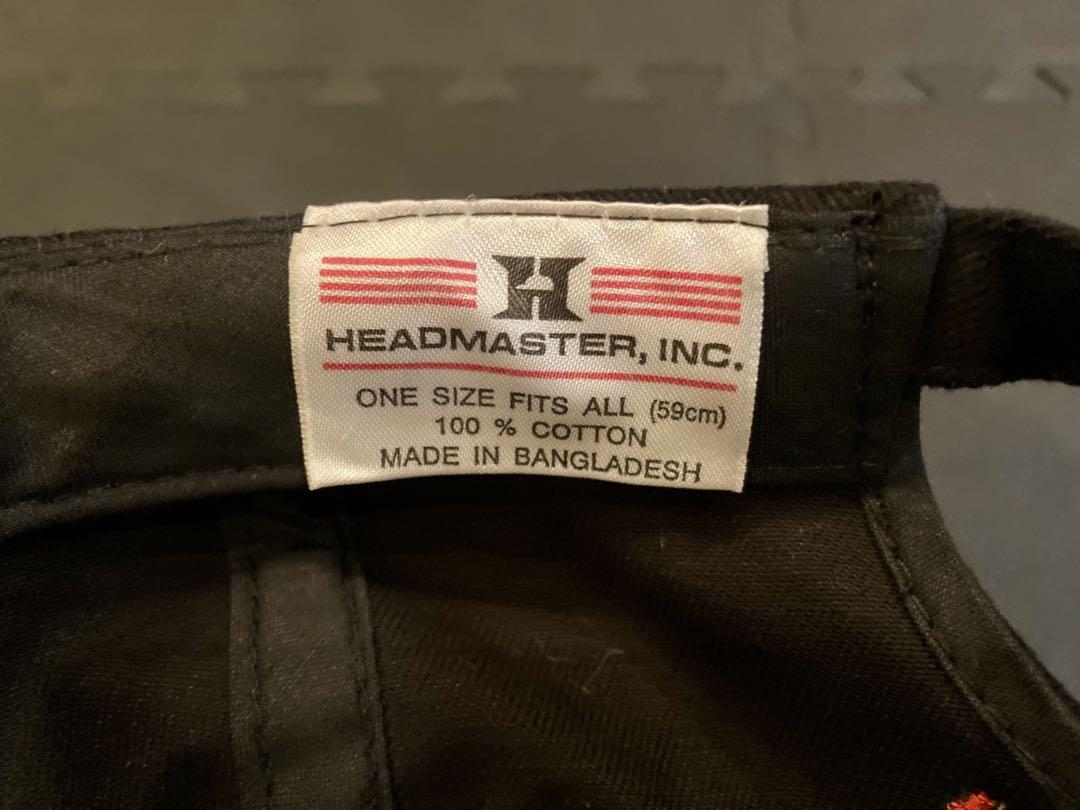 H
HEADMASTER, INC.
ONE SIZE FITS ALL (59cm)
100 % COTTON
MADE IN BANGLADESH